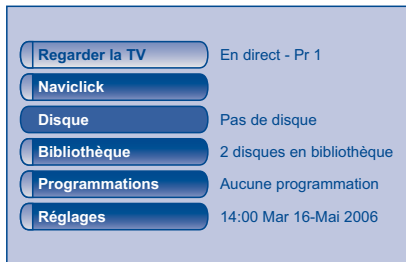 Regarder la TV En direct - Pr 1
Naviclick
Disque Pas de disque
Bibliothèque 2 disques en bibliothèque
Programmations Aucune programmation
Réglages 14:00 Mar 16-Mai 2006